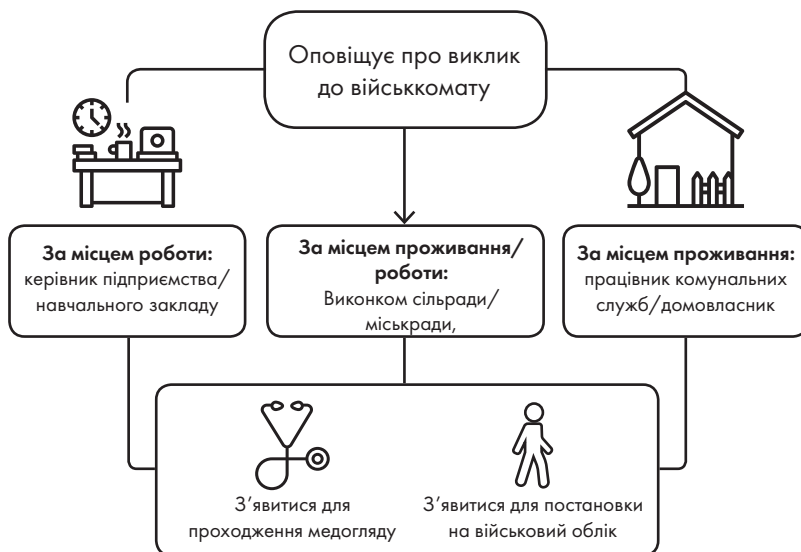 Оповіщує про виклик
до військкомату
За місцем роботи:
керівник підприємства/
навчального закладу
За місцем проживання/
роботи:
Виконком сільради/
міськради,
За місцем проживання:
працівник комунальних
служб/домовласник
З’явитися для
проходження медогляду
З’явитися для постановки
на військовий облік